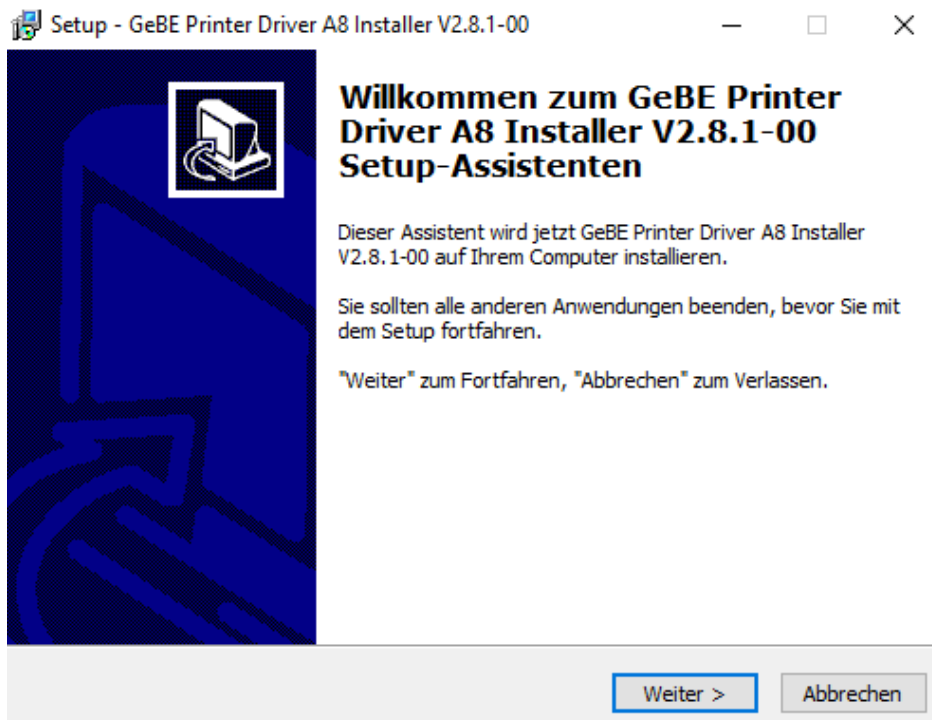 Setup - GeBE Printer Driver A8 Installer V2.8.1-00
Willkommen zum GeBE Printer
Driver A8 Installer V2.8.1-00
Setup-Assistenten
Dieser Assistent wird jetzt GeBE Printer Driver A8 Installer
V2.8.1-00 auf Ihrem Computer installieren.
Sie sollten alle anderen Anwendungen beenden, bevor Sie mit
dem Setup fortfahren.
"Weiter" zum Fortfahren, "Abbrechen" zum Verlassen.
Weiter >
Abbrechen